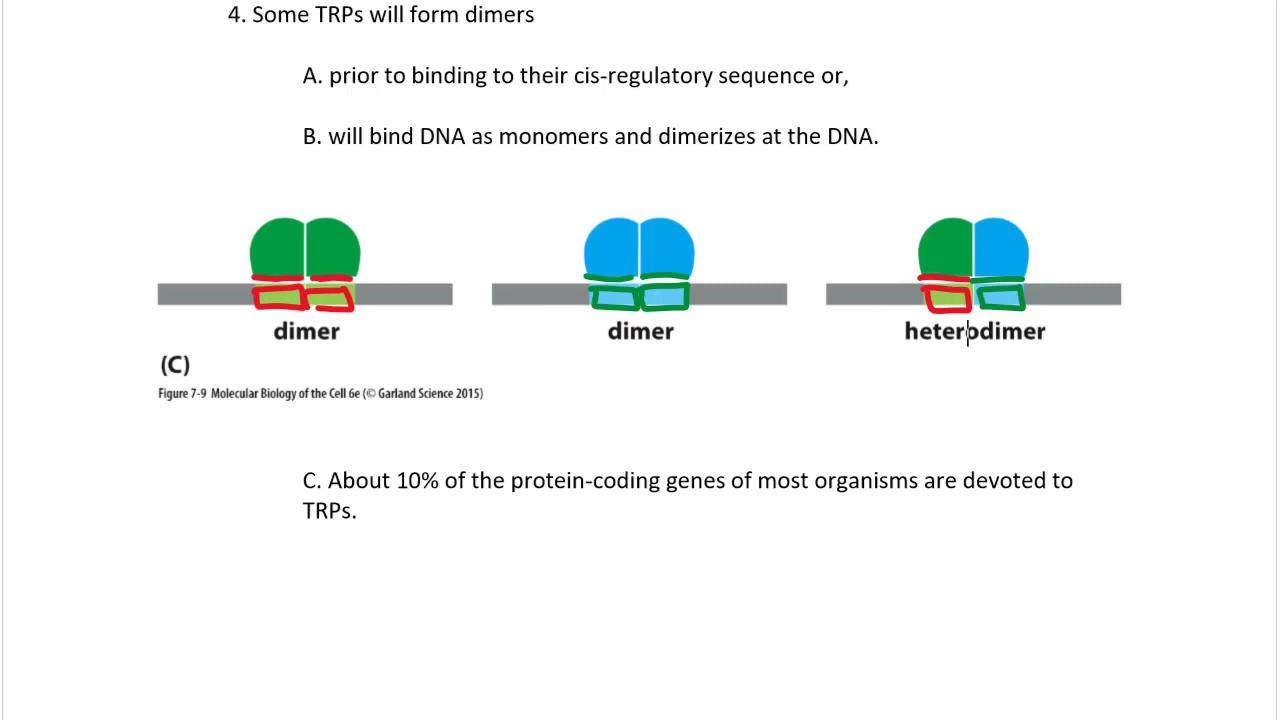 4. Some TRPs will form dimers
A. prior to binding to their cis-regulatory sequence or,
B. will bind DNA as monomers and dimerizes at the DNA.
dimer
dimer
heterodimer
(C)
Figure 7-9 Molecular Biology of the Cell 6e (© Garland Science 2015)
C. About 10% of the protein-coding genes of most organisms are devoted to
TRPs.